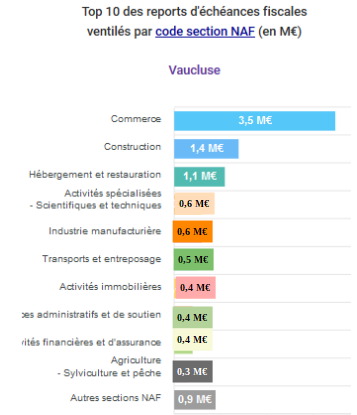 Top 10 des reports d'échéances fiscales
ventilés par code section NAF (en M€)
Vaucluse
Commerce
3,5 M€
Construction
1,4 M€
Hébergement et restauration
1,1 M€
Activités spécialisées
- Scientifiques et techniques
0,6 M€
Industrie manufacturière
0,6 M€
Transports et entreposage
0,5 M€
Activités immobilières
0,4 M€
es administratifs et de soutien
0,4 M€
vités financières et d'assurance
0,4 M€
Agriculture
- Sylviculture et pêche
0,3 M€
Autres sections NAF
0,9 M€